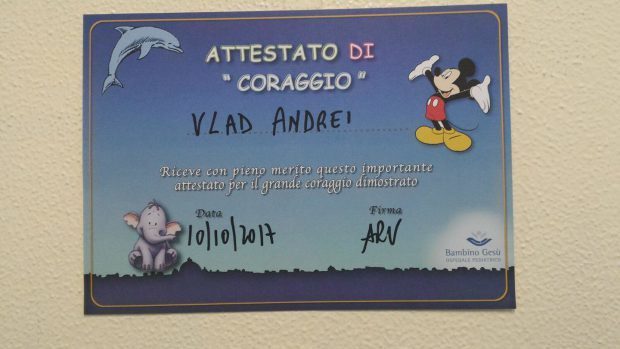 ATTESTATO DI
"CORAGGIO"
VLAD ANDREI
Riceve con pieno merito questo importante
attestato per il grande coraggio dimostrato
Data Firma
10/10/2017 ARV
Bambino Gesù
OSPEDALE PEDIATRICO